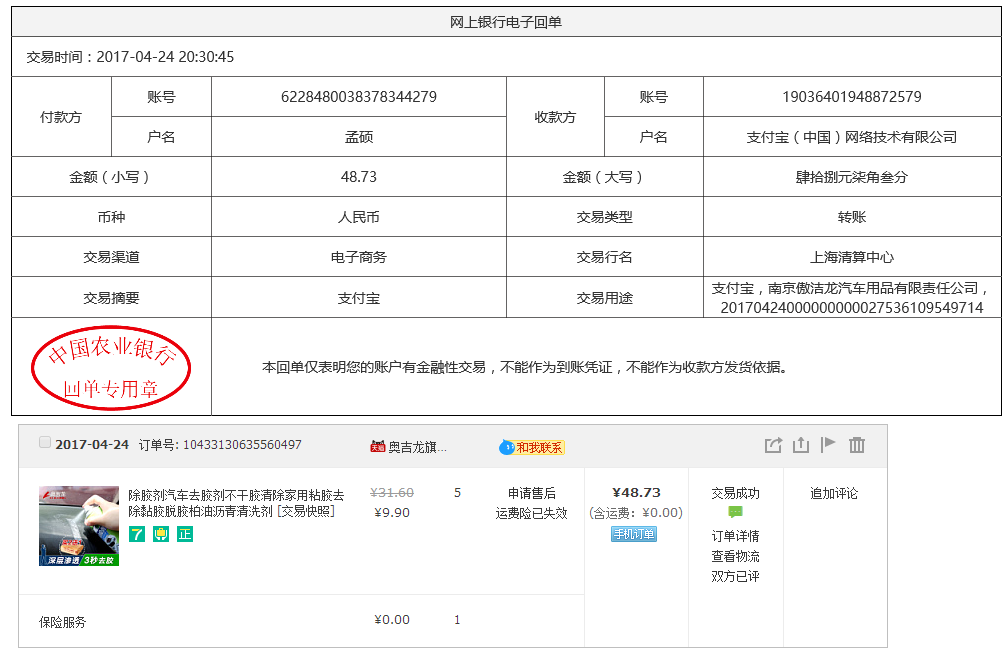 网上银行电子回单
交易时间：2017-04-24 20:30:45
付款方 账号 6228480038378344279 收款方 账号 19036401948872579
户名 孟硕 户名 支付宝（中国）网络技术有限公司
金额（小写） 48.73 金额（大写） 肆拾捌元柒角叁分
币种 人民币 交易类型 转账
交易渠道 电子商务 交易行名 上海清算中心
交易摘要 支付宝 交易用途 支付宝，南京傲洁龙汽车用品有限责任公司，
20170424000000000027536109549714
中国农业银行
回单专用章
本回单仅表明您的账户有金融性交易，不能作为到账凭证，不能作为收款方发货依据。
2017-04-24 订单号: 10433130635560497 天猫 奥吉龙旗... 和我联系
除胶剂汽车去胶剂不干胶清除家用粘胶去 ¥31.60 5 申请售后 ¥48.73 交易成功 追加评论
除黏胶脱胶柏油沥青清洗剂 [交易快照] ¥9.90 运费险已失效 (含运费: ¥0.00)
7 正 手机订单
订单详情
查看物流
双方已评
深层渗透 3秒去胶
保险服务 ¥0.00 1